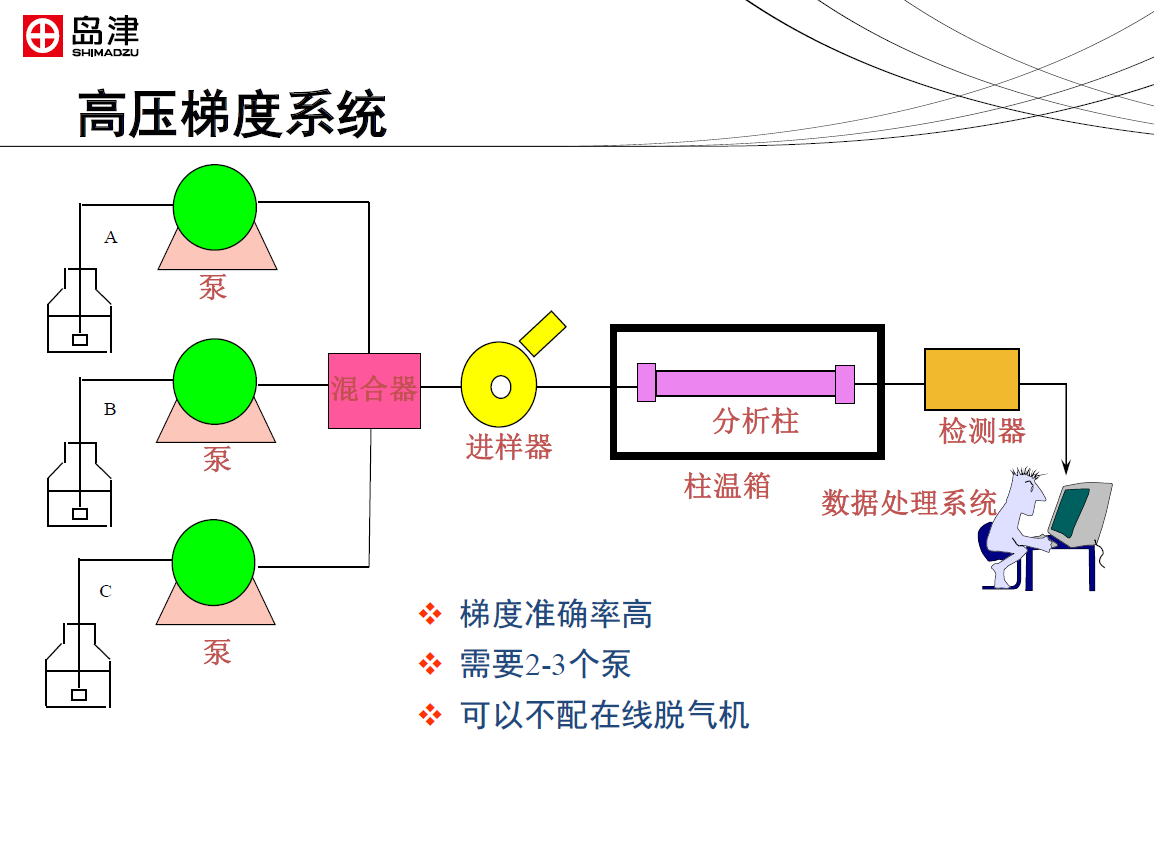 岛津
SHIMADZU
高压梯度系统
A
泵
B
泵
C
泵
混合器
进样器
分析柱
柱温箱
检测器
数据处理系统
梯度准确率高
需要2-3个泵
可以不配在线脱气机